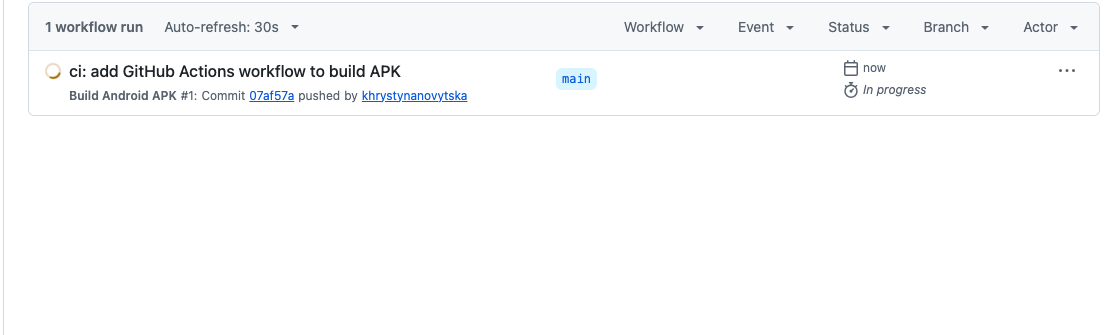 1 workflow run Auto-refresh: 30s Workflow Event Status Branch Actor
ci: add GitHub Actions workflow to build APK main now
Build Android APK #1: Commit 07af57a pushed by khrystynanovytska In progress